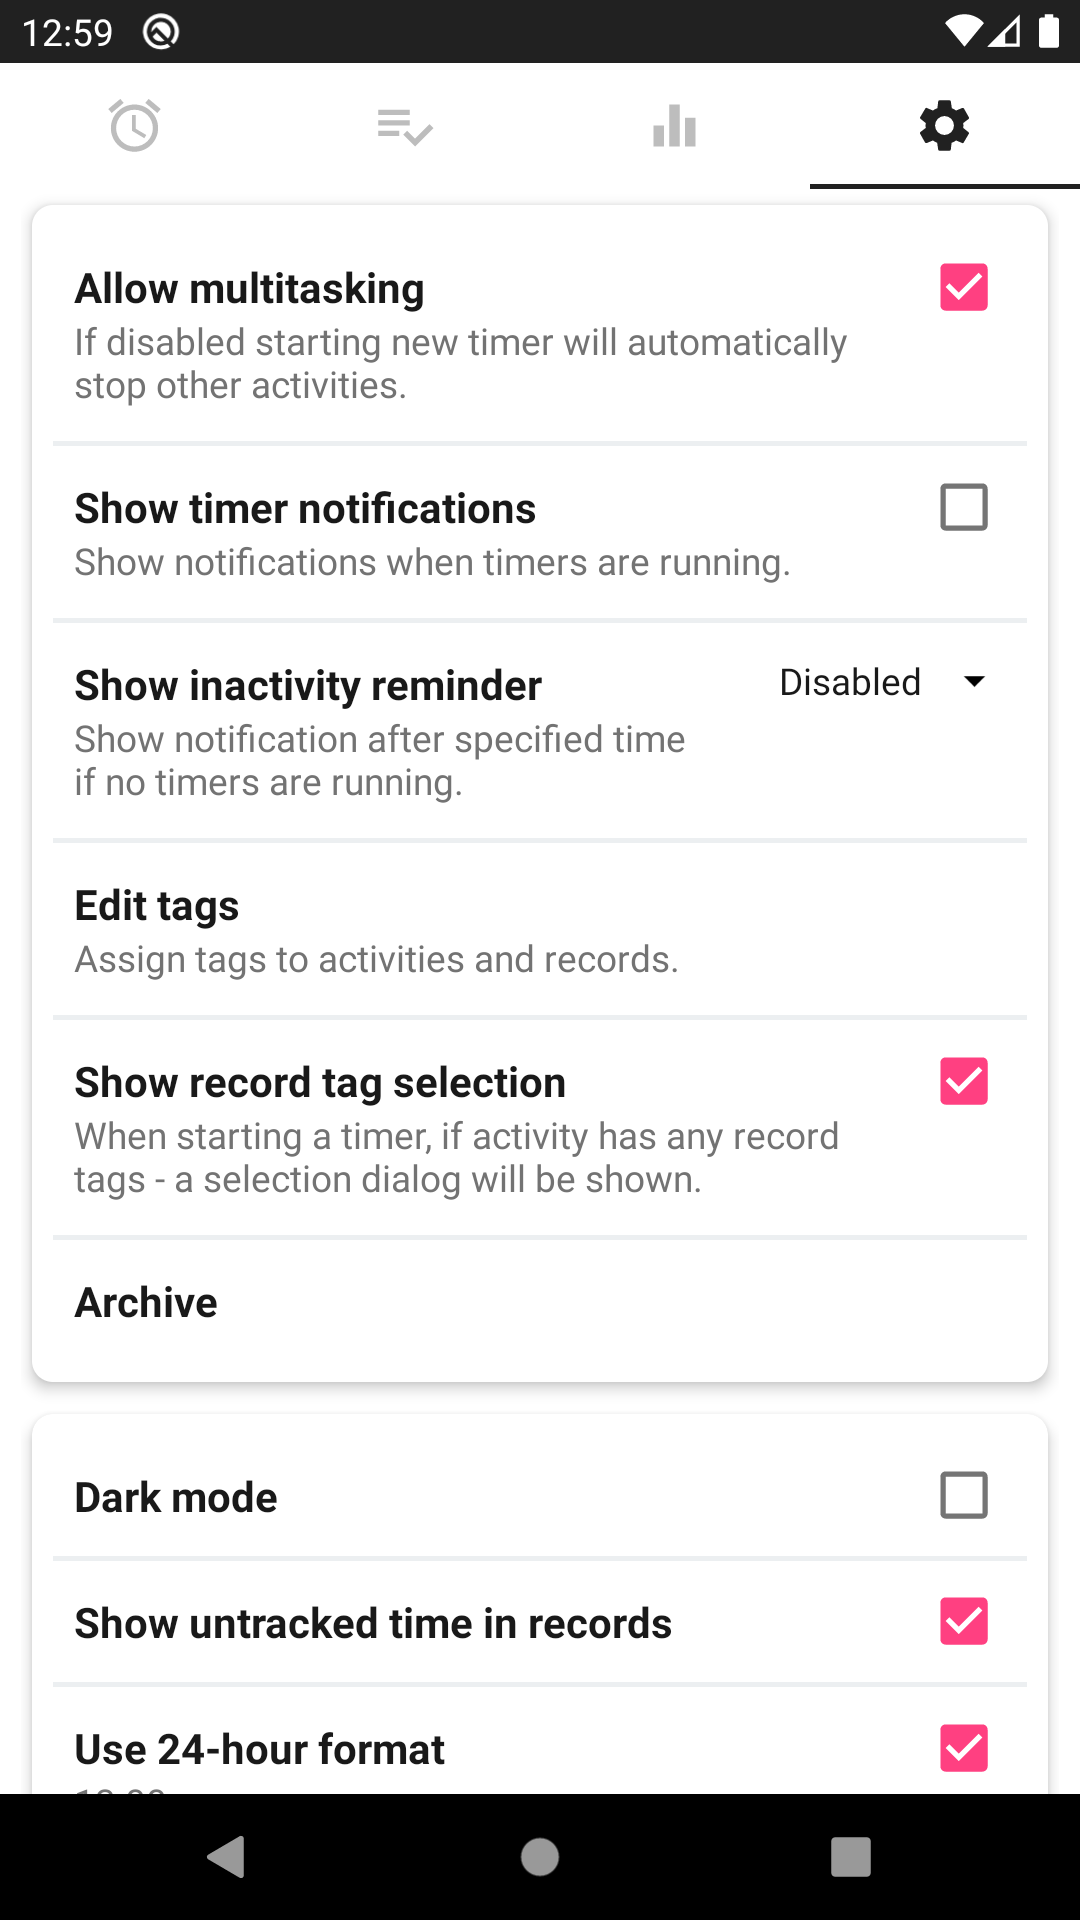 12:59
Allow multitasking
If disabled starting new timer will automatically
stop other activities.
Show timer notifications
Show notifications when timers are running.
Show inactivity reminder
Disabled
Show notification after specified time
if no timers are running.
Edit tags
Assign tags to activities and records.
Show record tag selection
When starting a timer, if activity has any record
tags - a selection dialog will be shown.
Archive
Dark mode
Show untracked time in records
Use 24-hour format